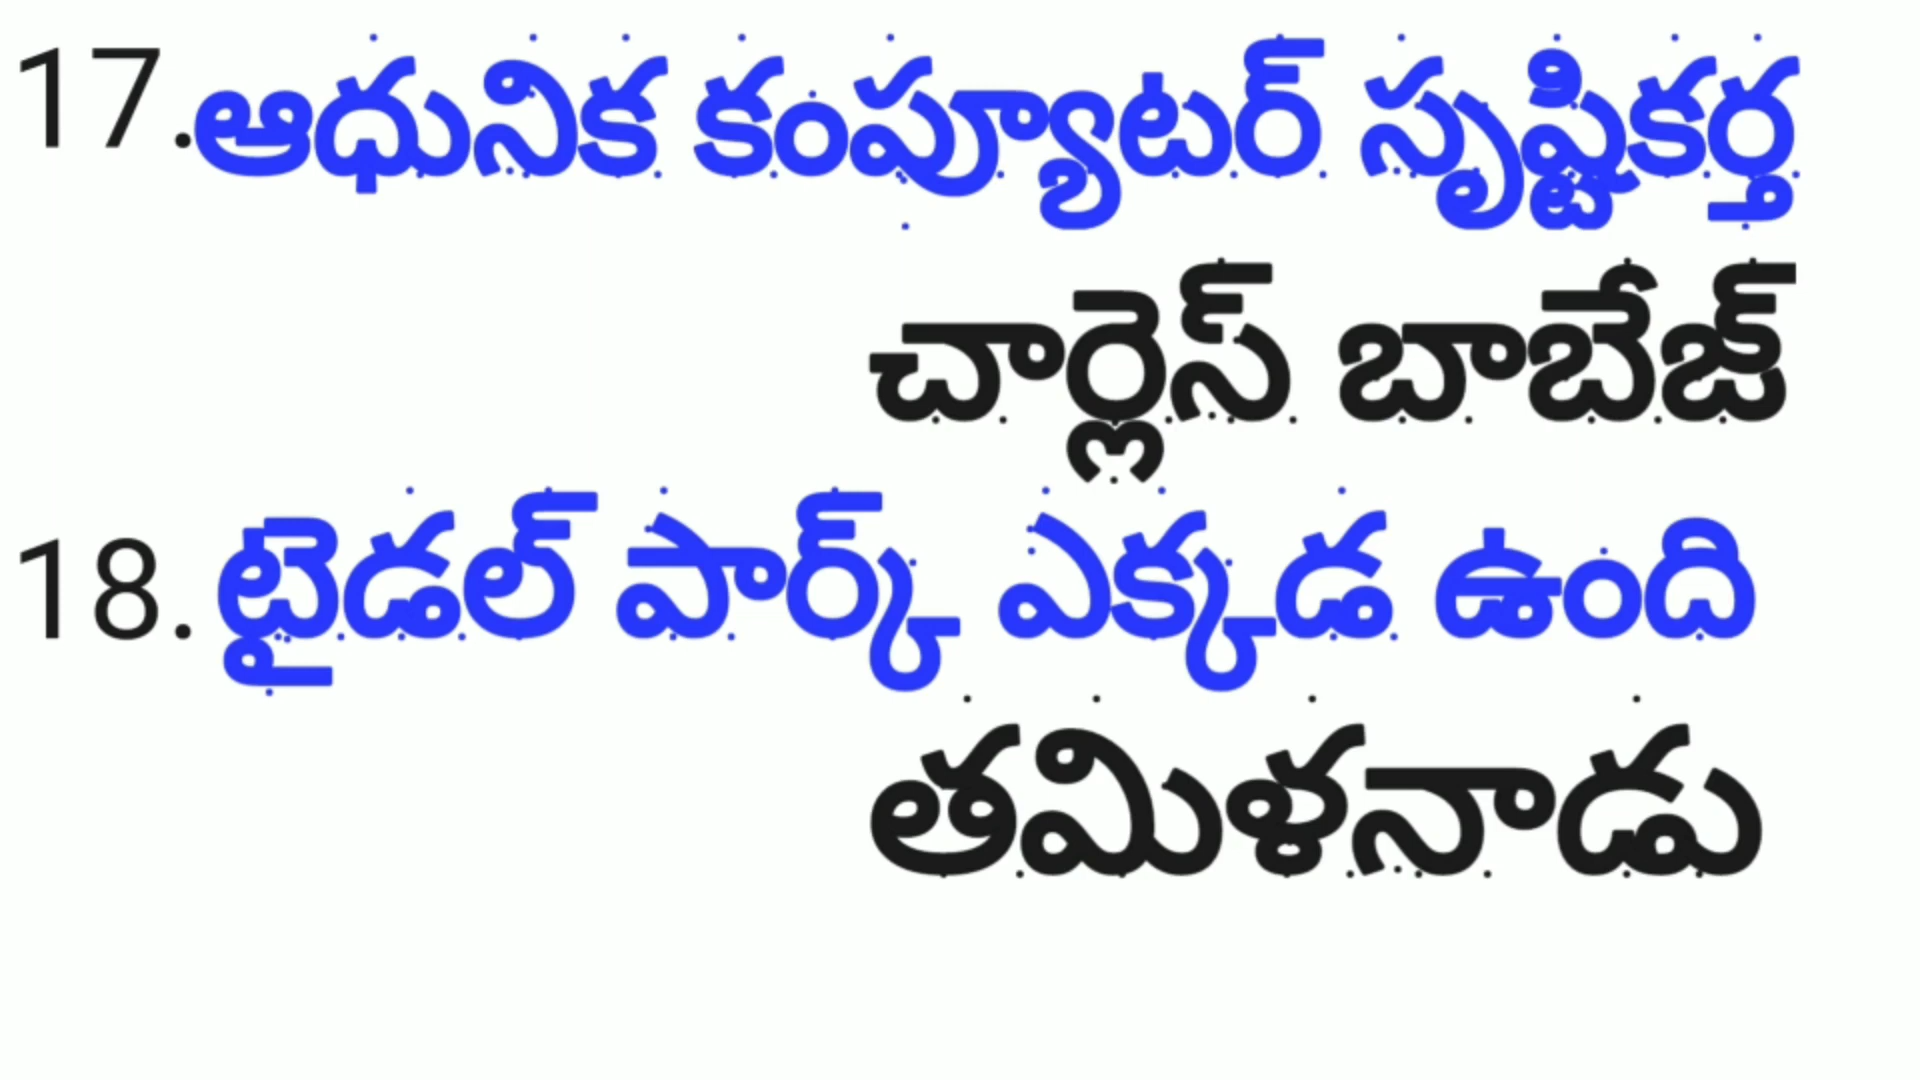 17.ఆధునిక కంప్యూటర్ సృష్టికర్త
చార్లెస్ బాబేజ్
18. టైడల్ పార్క్ ఎక్కడ ఉంది
తమిళనాడు